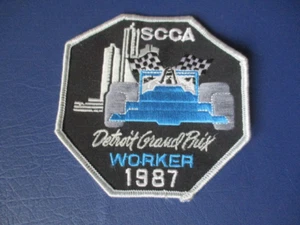 SCCA
Detroit Grand Prix
WORKER
1987